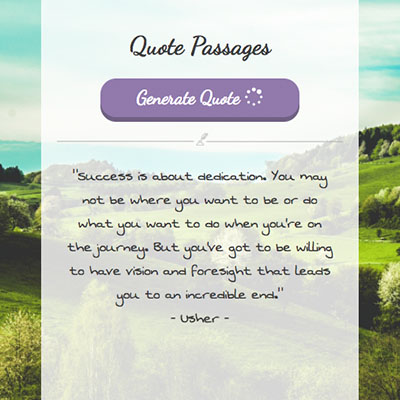 Quote Passages
Generate Quote
"Success is about dedication. You may
not be where you want to be or do
what you want to do when you're on
the journey. But you've got to be willing
to have vision and foresight that leads
you to an incredible end."
- Usher -